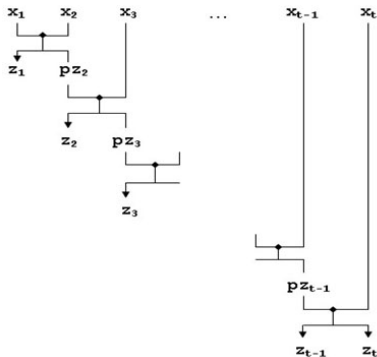 x₁ x₂ x₃ ... xₜ₋₁ xₜ
z₁ pz₂
z₂ pz₃
z₃
pzₜ₋₁
zₜ₋₁ zₜ